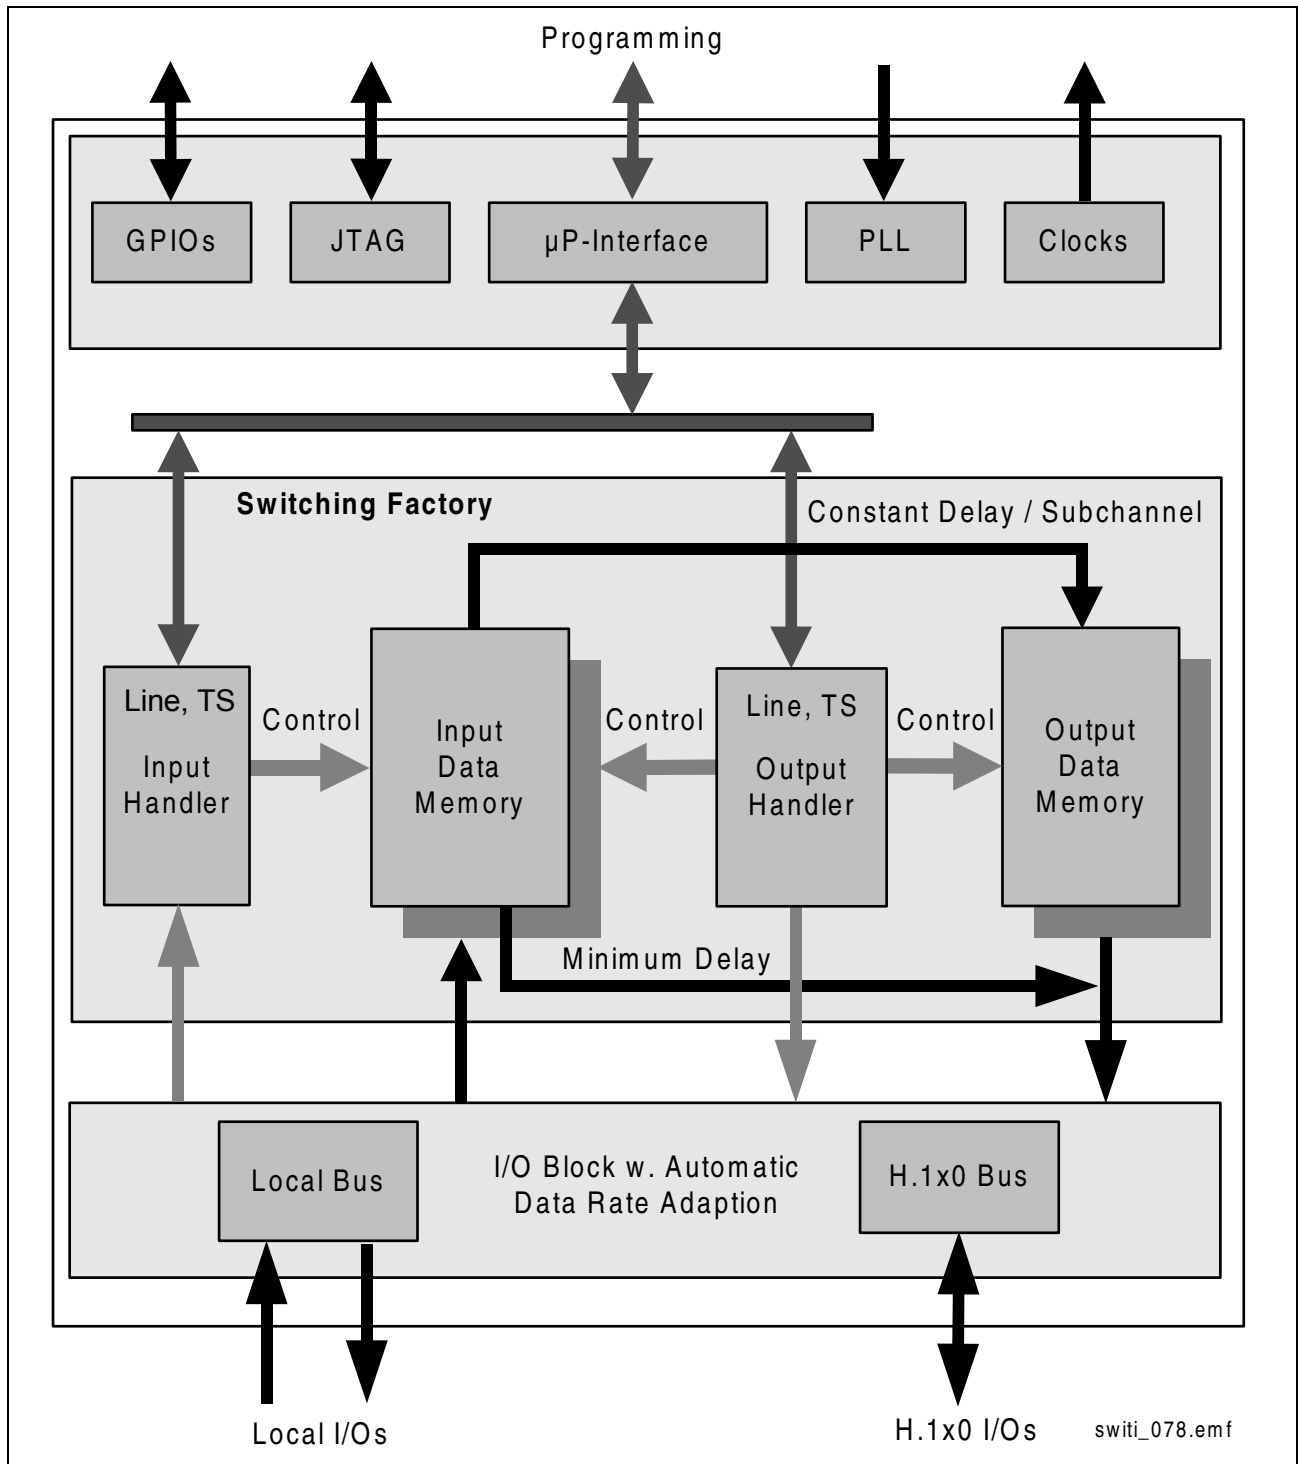 Programming
GPIOs
JTAG
µP-Interface
PLL
Clocks
Switching Factory
Constant Delay / Subchannel
Line, TS
Input
Handler
Control
Input
Data
Memory
Control
Line, TS
Output
Handler
Control
Output
Data
Memory
Minimum Delay
Local Bus
I/O Block w. Automatic
Data Rate Adaption
H.1x0 Bus
Local I/Os
H.1x0 I/Os
switi_078.emf